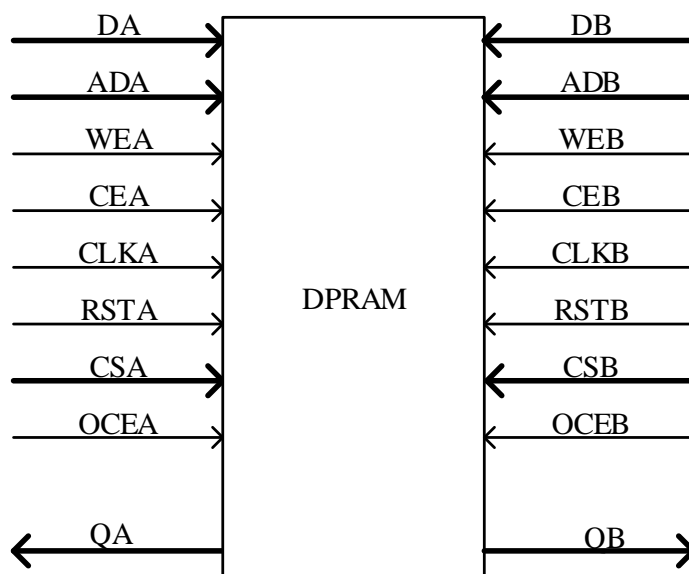 DA DB
ADA ADB
WEA WEB
CEA CEB
CLKA CLKB
DPRAM
RSTA RSTB
CSA CSB
OCEA OCEB
QA QB